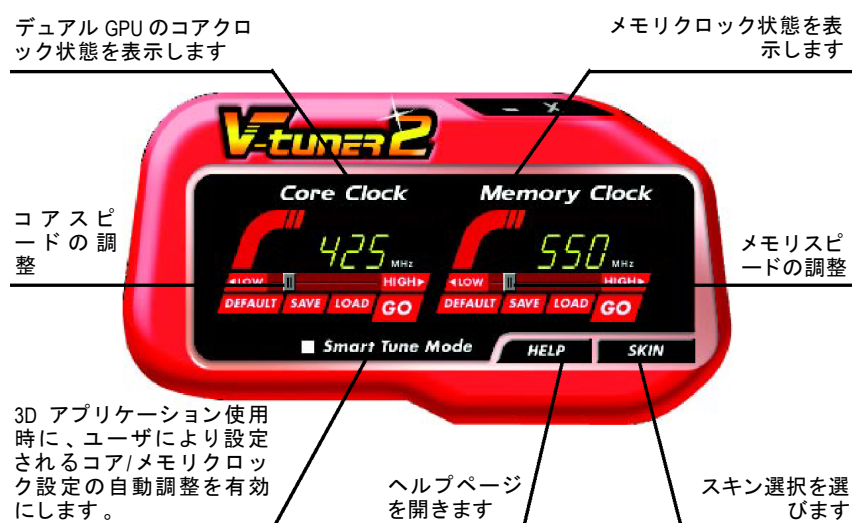 デュアル GPU のコアクロ
ック状態を表示します
メモリクロック状態を表
示します
V-tuner2
Core Clock
Memory Clock
425 MHz
550 MHz
コアスピ
ードの調
整
メモリスピ
ードの調整
◄LOW HIGH►
◄LOW HIGH►
DEFAULT SAVE LOAD GO
DEFAULT SAVE LOAD GO
Smart Tune Mode
HELP SKIN
3D アプリケーション使用
時に、ユーザにより設定
されるコア/メモリクロッ
ク設定の自動調整を有効
にします。
ヘルプページ
を開きます
スキン選択を選
びます